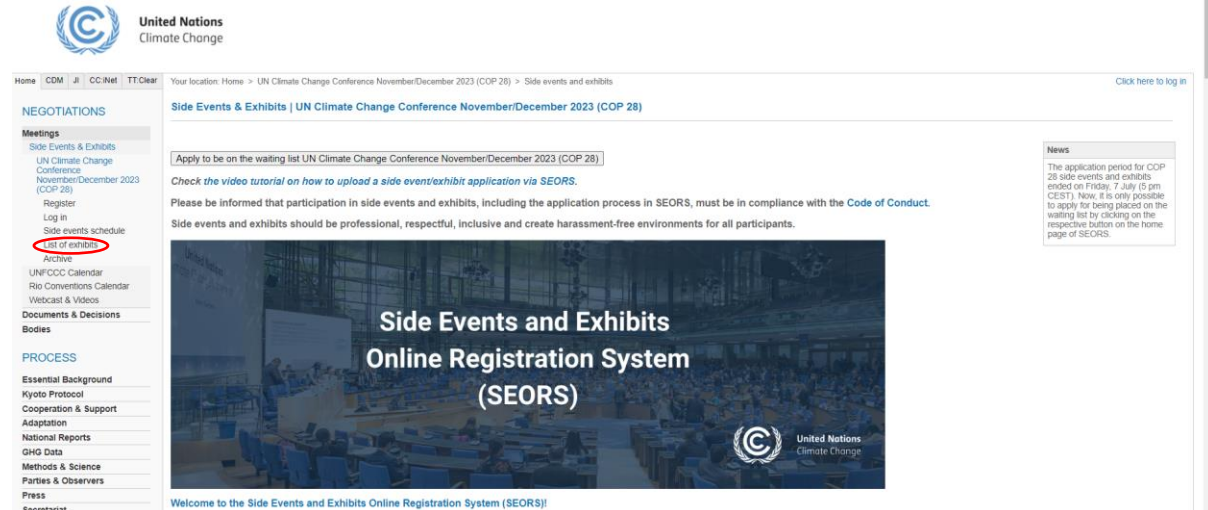 United Nations
Climate Change
Home CDM JI CC:iNet TT:Clear
Your location: Home > UN Climate Change Conference November/December 2023 (COP 28) > Side events and exhibits
Click here to log in
NEGOTIATIONS
Meetings
Side Events & Exhibits
UN Climate Change
Conference
November/December 2023
(COP 28)
Register
Log in
Side events schedule
List of exhibits
Archive
UNFCCC Calendar
Rio Conventions Calendar
Webcast & Videos
Documents & Decisions
Bodies
PROCESS
Essential Background
Kyoto Protocol
Cooperation & Support
Adaptation
National Reports
GHG Data
Methods & Science
Parties & Observers
Press
Secretariat
Side Events & Exhibits | UN Climate Change Conference November/December 2023 (COP 28)
Apply to be on the waiting list UN Climate Change Conference November/December 2023 (COP 28)
Check the video tutorial on how to upload a side event/exhibit application via SEORS.
Please be informed that participation in side events and exhibits, including the application process in SEORS, must be in compliance with the Code of Conduct.
Side events and exhibits should be professional, respectful, inclusive and create harassment-free environments for all participants.
Side Events and Exhibits
Online Registration System
(SEORS)
United Nations
Climate Change
Welcome to the Side Events and Exhibits Online Registration System (SEORS)!
News
The application period for COP
28 side events and exhibits
ended on Friday, 7 July (5 pm
CEST). Now, it is only possible
to apply for being placed on the
waiting list by clicking on the
respective button on the home
page of SEORS.